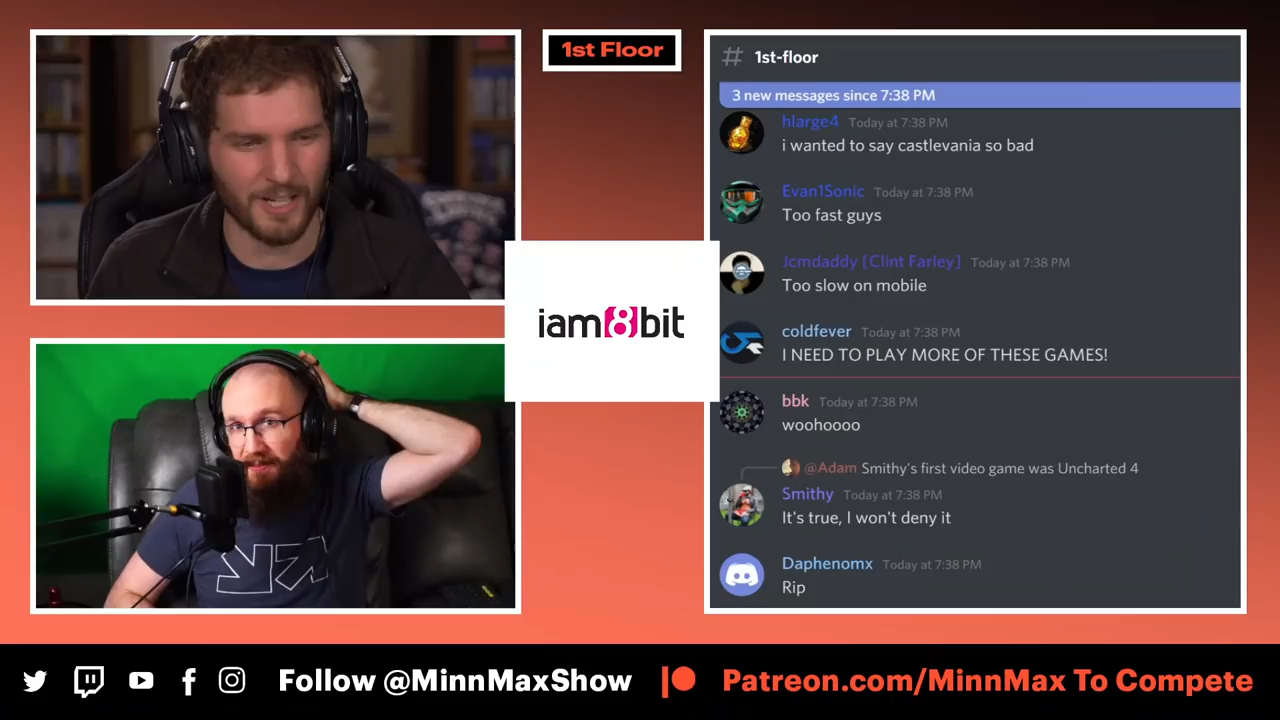 1st Floor
# 1st-floor
3 new messages since 7:38 PM
hlarge4 Today at 7:38 PM
i wanted to say castlevania so bad
Evan1Sonic Today at 7:38 PM
Too fast guys
Jcmdaddy [Clint Farley] Today at 7:38 PM
Too slow on mobile
coldfever Today at 7:38 PM
I NEED TO PLAY MORE OF THESE GAMES!
bbk Today at 7:38 PM
woohoooo
@Adam Smithy's first video game was Uncharted 4
Smithy Today at 7:38 PM
It's true, I won't deny it
Daphenomx Today at 7:38 PM
Rip
iam8bit
Follow @MinnMaxShow
Patreon.com/MinnMax To Compete